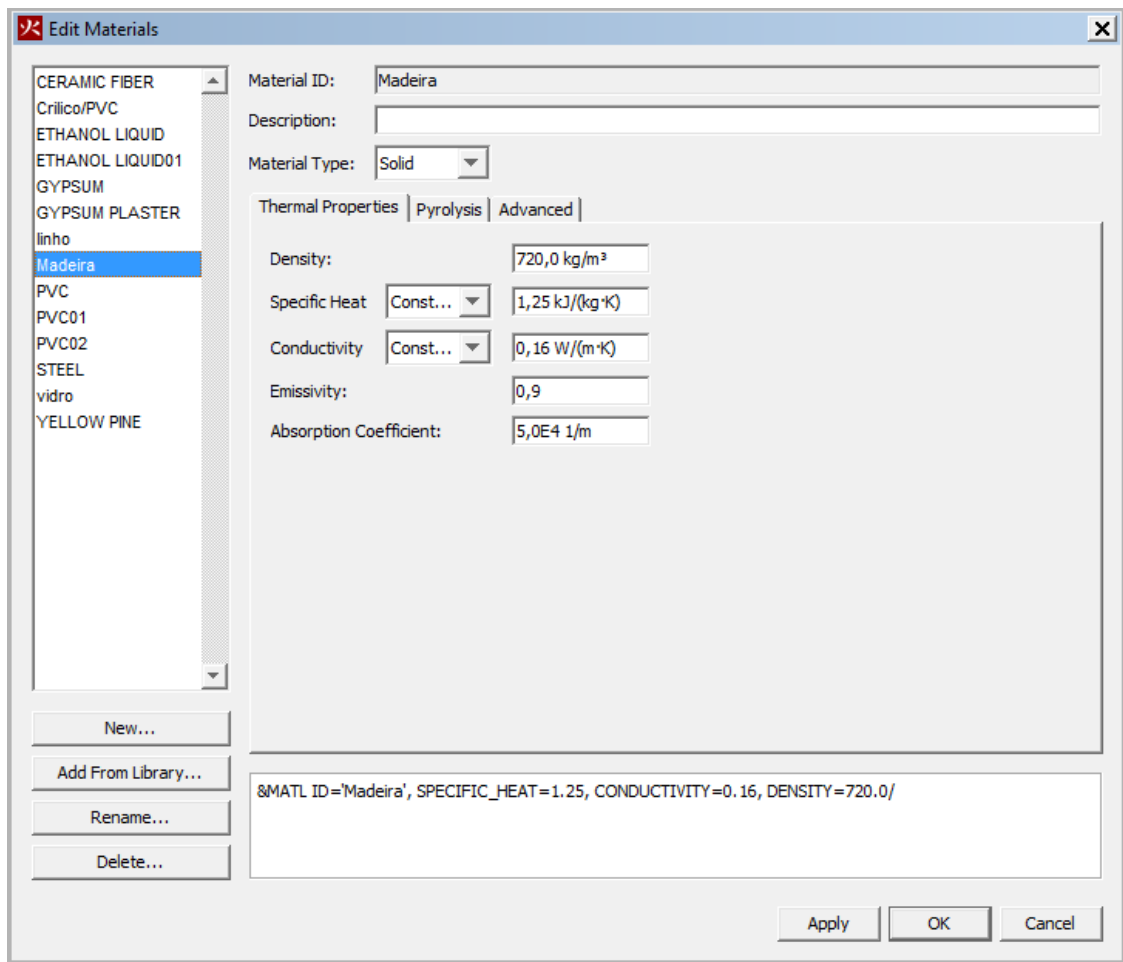 火 Edit Materials
CERAMIC FIBER
Crilico/PVC
ETHANOL LIQUID
ETHANOL LIQUID01
GYPSUM
GYPSUM PLASTER
linho
Madeira
PVC
PVC01
PVC02
STEEL
vidro
YELLOW PINE
New...
Add From Library...
Rename...
Delete...
Material ID: Madeira
Description:
Material Type: Solid
Thermal Properties Pyrolysis Advanced
Density: 720,0 kg/m³
Specific Heat Const... 1,25 kJ/(kg·K)
Conductivity Const... 0,16 W/(m·K)
Emissivity: 0,9
Absorption Coefficient: 5,0E4 1/m
&MATL ID='Madeira', SPECIFIC_HEAT=1.25, CONDUCTIVITY=0.16, DENSITY=720.0/
Apply OK Cancel